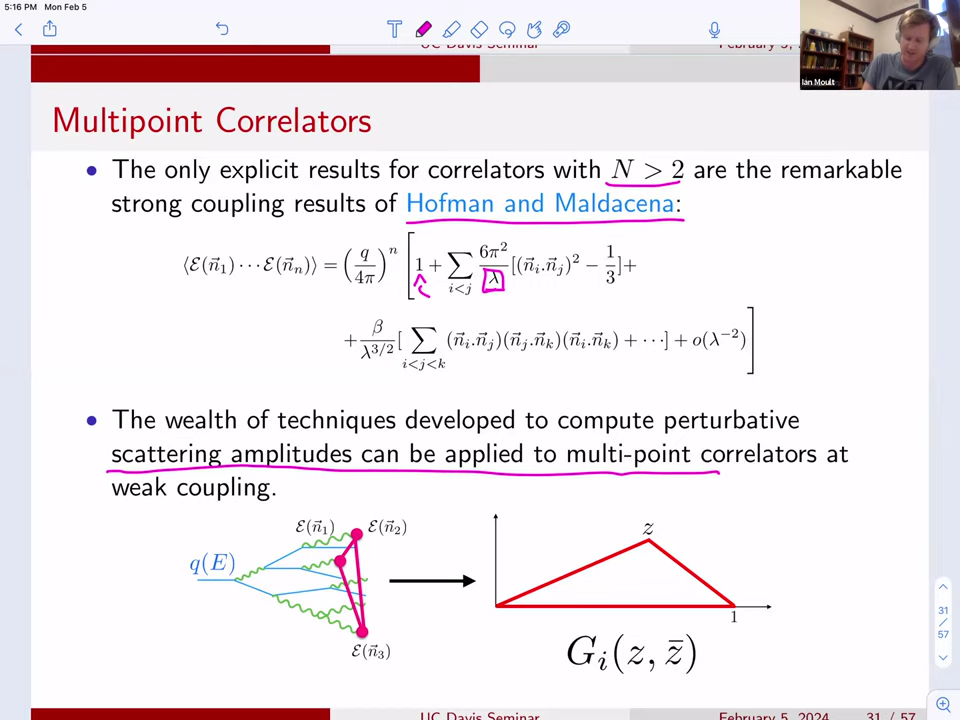 5:16 PM Mon Feb 5
UC Davis Seminar
February 5, 2024
Ian Moult
Multipoint Correlators
• The only explicit results for correlators with N > 2 are the remarkable
strong coupling results of Hofman and Maldacena:
⟨ℰ(n⃗₁) ··· ℰ(n⃗ₙ)⟩ = (q/4π)ⁿ [1 + ∑_{i<j} 6π²/λ [(n⃗ᵢ.n⃗ⱼ)² − 1/3]+
+ β/λ^{3/2} [∑_{i<j<k} (n⃗ᵢ.n⃗ⱼ)(n⃗ⱼ.n⃗ₖ)(n⃗ᵢ.n⃗ₖ) + ···] + o(λ⁻²)]
• The wealth of techniques developed to compute perturbative
scattering amplitudes can be applied to multi-point correlators at
weak coupling.
ℰ(n⃗₁)
ℰ(n⃗₂)
q(E)
ℰ(n⃗₃)
z
1
Gᵢ(z, z̄)
31
/
57
UC Davis Seminar
February 5, 2024
31 / 57